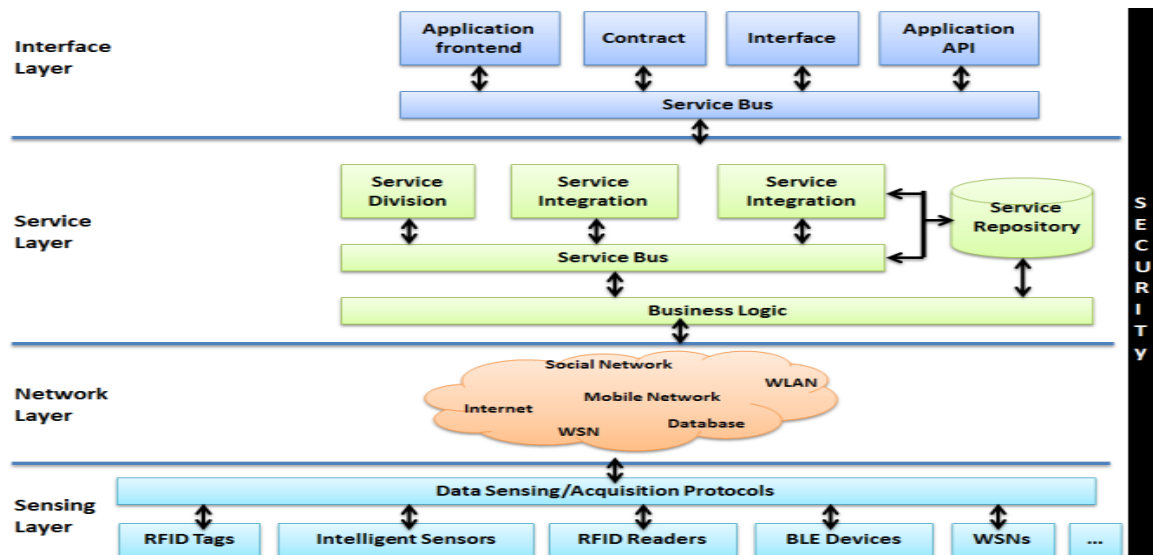 Interface
Layer
Application
frontend
Contract
Interface
Application
API
Service Bus
Service
Layer
Service
Division
Service
Integration
Service
Integration
Service
Repository
Service Bus
Business Logic
Network
Layer
Social Network
WLAN
Mobile Network
Internet
Database
WSN
Sensing
Layer
Data Sensing/Acquisition Protocols
RFID Tags
Intelligent Sensors
RFID Readers
BLE Devices
WSNs
...
SECURITy